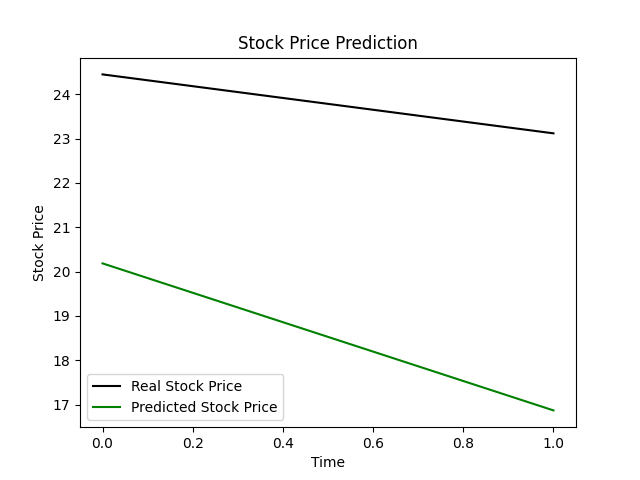 Stock Price Prediction
24
23
22
21
20
19
18
17
Stock Price
Real Stock Price
Predicted Stock Price
0.0 0.2 0.4 0.6 0.8 1.0
Time